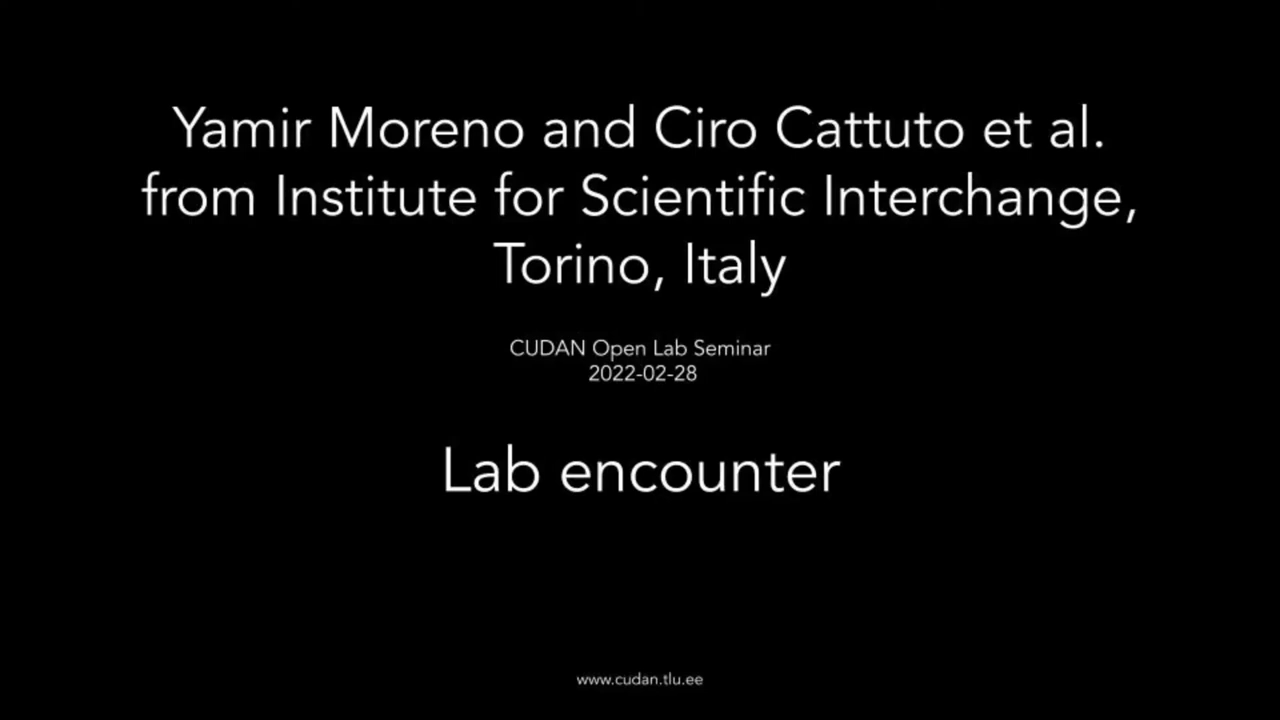 Yamir Moreno and Ciro Cattuto et al.
from Institute for Scientific Interchange,
Torino, Italy
CUDAN Open Lab Seminar
2022-02-28
Lab encounter
www.cudan.tlu.ee